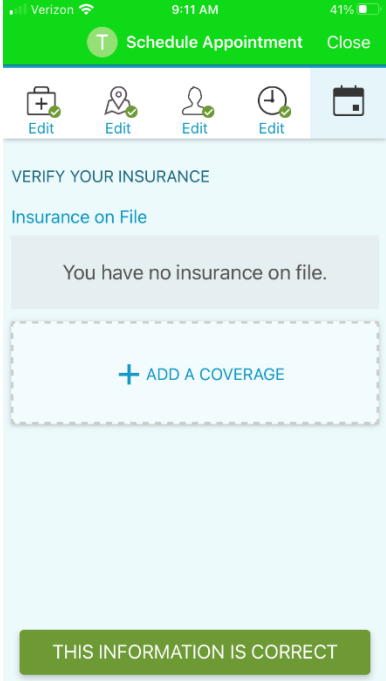 Verizon 9:11 AM 41%
T Schedule Appointment Close
Edit Edit Edit Edit
VERIFY YOUR INSURANCE
Insurance on File
You have no insurance on file.
+ ADD A COVERAGE
THIS INFORMATION IS CORRECT